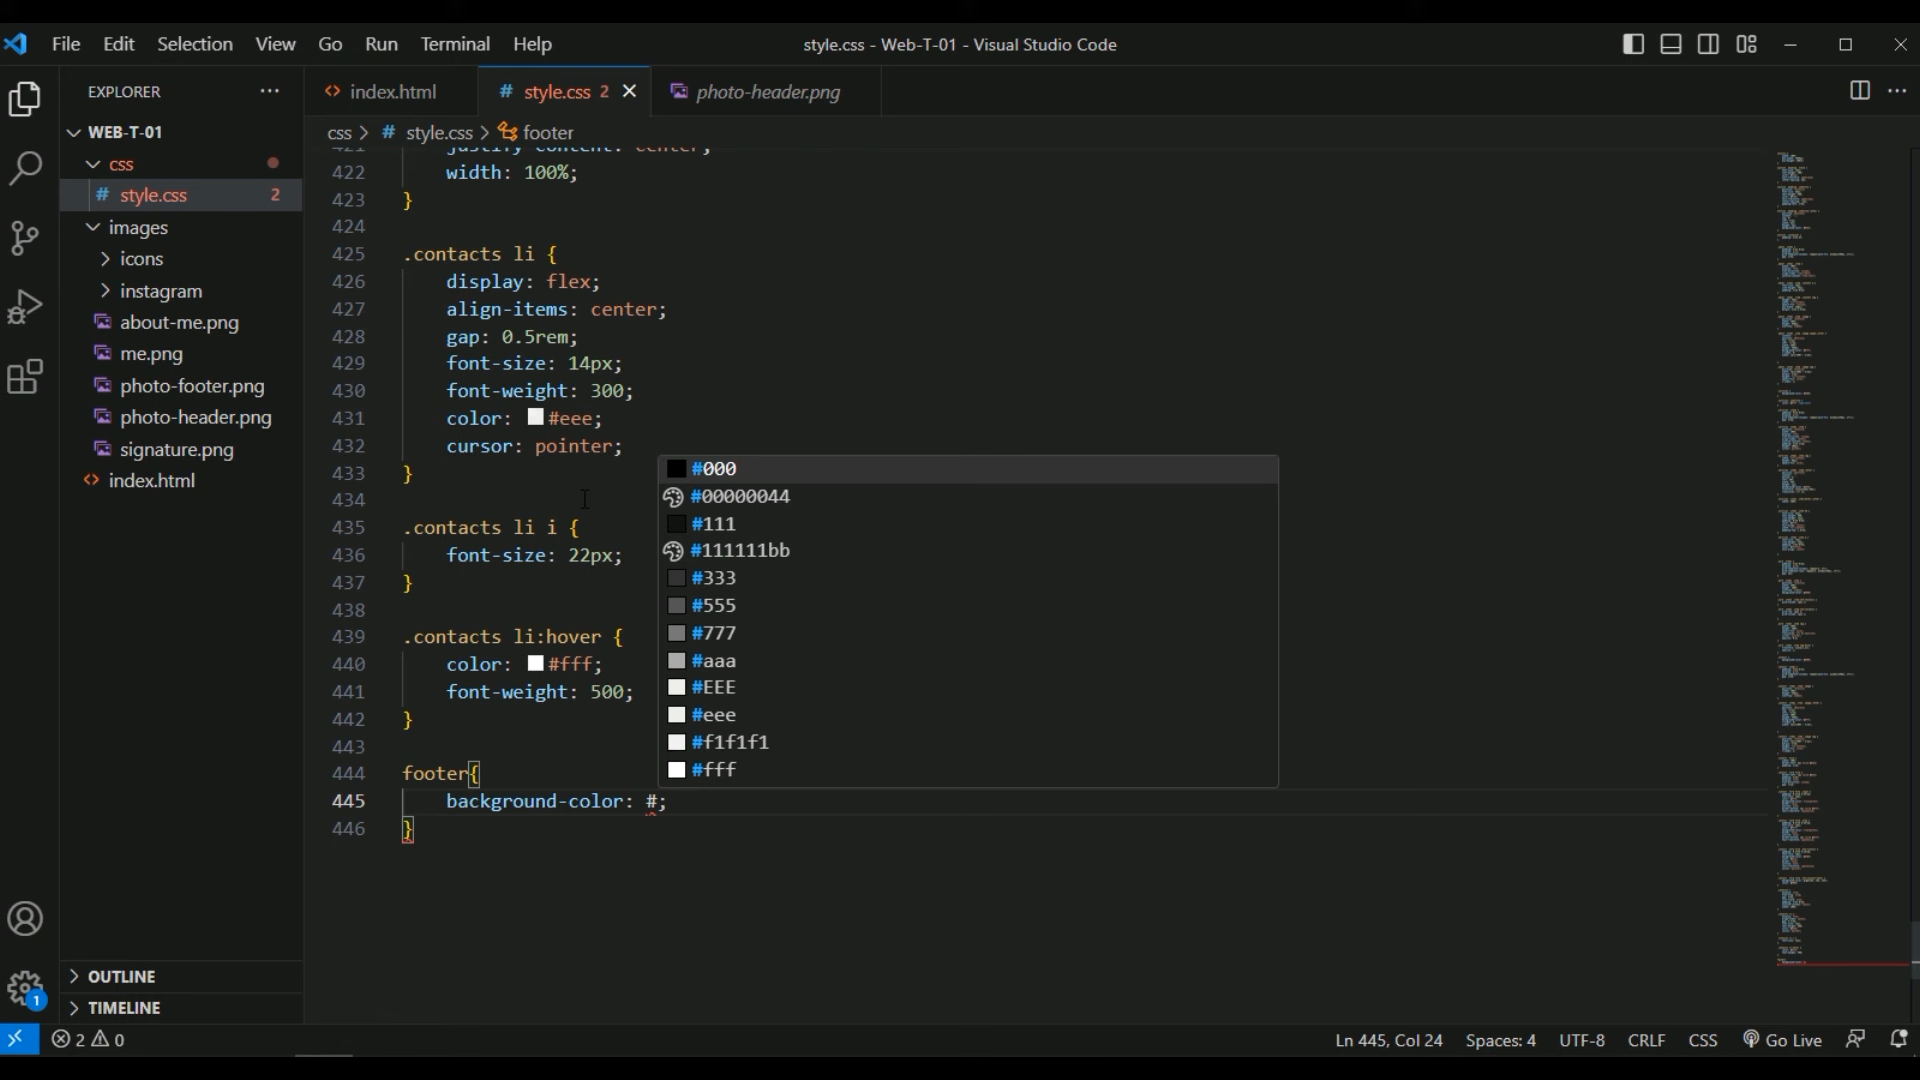 File Edit Selection View Go Run Terminal Help
style.css - Web-T-01 - Visual Studio Code
EXPLORER ···
index.html
style.css 2
photo-header.png
css > # style.css > footer
WEB-T-01
css
# style.css 2
images
icons
instagram
about-me.png
me.png
photo-footer.png
photo-header.png
signature.png
index.html
421 justify-content: center;
422 width: 100%;
423 }
424
425 .contacts li {
426 display: flex;
427 align-items: center;
428 gap: 0.5rem;
429 font-size: 14px;
430 font-weight: 300;
431 color: #eee;
432 cursor: pointer;
433 }
434
435 .contacts li i {
436 font-size: 22px;
437 }
438
439 .contacts li:hover {
440 color: #fff;
441 font-weight: 500;
442 }
443
444 footer{
445 background-color: #;
446 }
#000
#00000044
#111
#111111bb
#333
#555
#777
#aaa
#EEE
#eee
#f1f1f1
#fff
1
OUTLINE
TIMELINE
2 0
Ln 445, Col 24 Spaces: 4 UTF-8 CRLF CSS Go Live